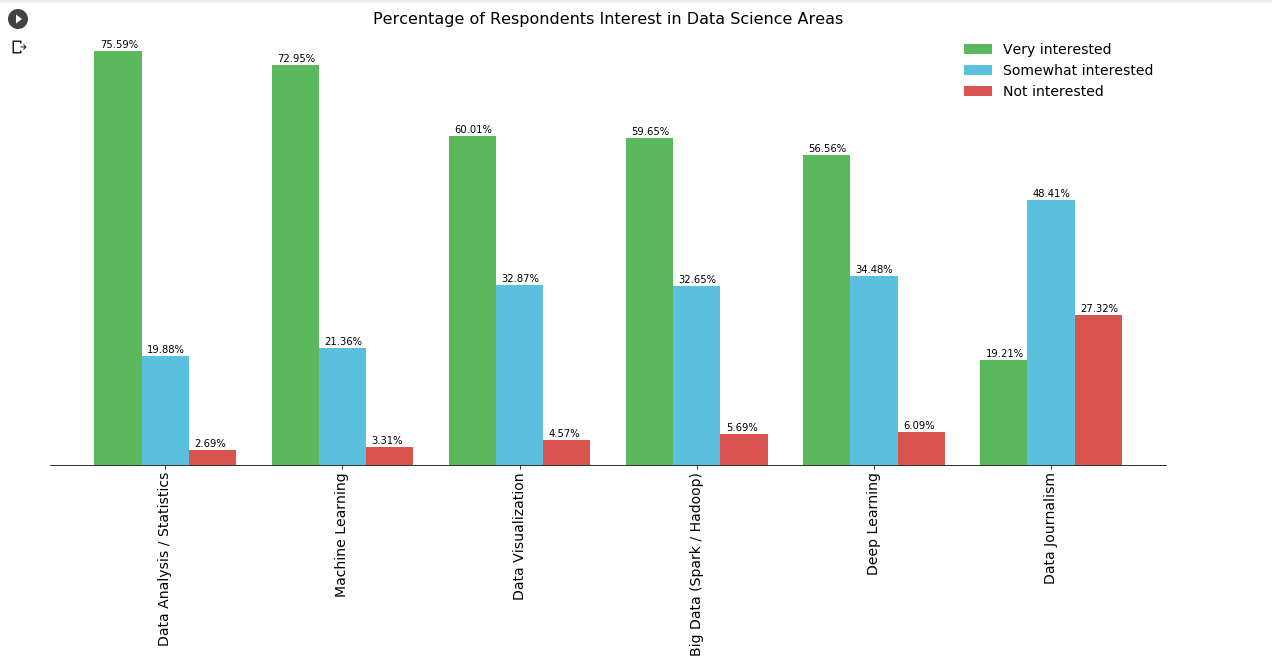 Percentage of Respondents Interest in Data Science Areas
Very interested
Somewhat interested
Not interested
75.59%
19.88%
2.69%
72.95%
21.36%
3.31%
60.01%
32.87%
4.57%
59.65%
32.65%
5.69%
56.56%
34.48%
6.09%
19.21%
48.41%
27.32%
Data Analysis / Statistics
Machine Learning
Data Visualization
Big Data (Spark / Hadoop)
Deep Learning
Data Journalism